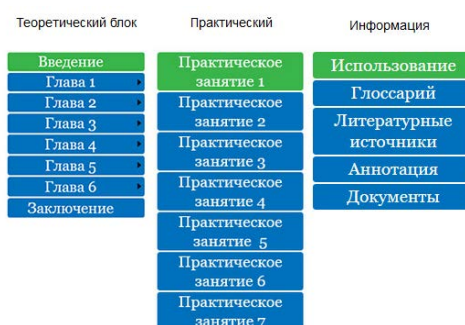 Теоретический блок
Введение
Глава 1
Глава 2
Глава 3
Глава 4
Глава 5
Глава 6
Заключение
Практический
Практическое
занятие 1
Практическое
занятие 2
Практическое
занятие 3
Практическое
занятие 4
Практическое
занятие 5
Практическое
занятие 6
Практическое
занятие 7
Информация
Использование
Глоссарий
Литературные
источники
Аннотация
Документы